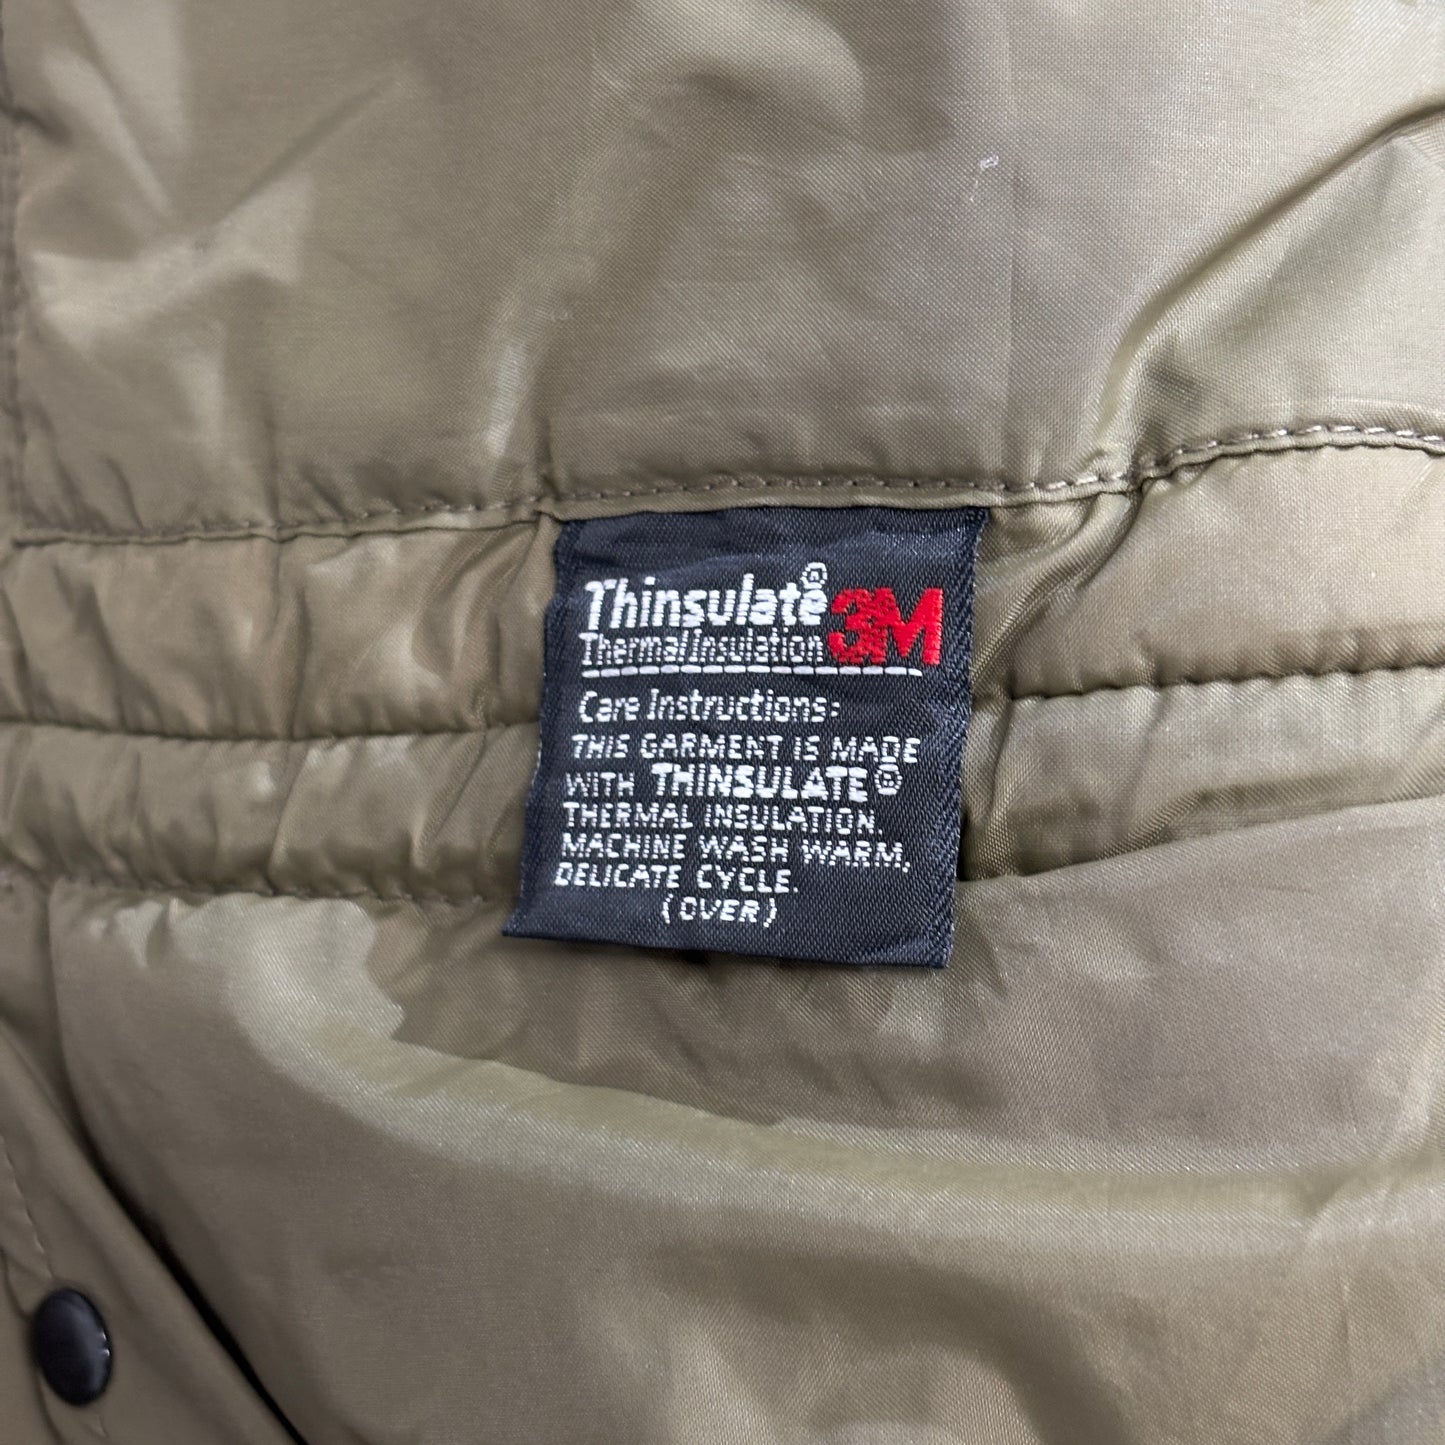 Thinsulate® 3M
Thermal Insulation
Care Instructions:
THIS GARMENT IS MADE
WITH THINSULATE®
THERMAL INSULATION.
MACHINE WASH WARM,
DELICATE CYCLE.
(OVER)